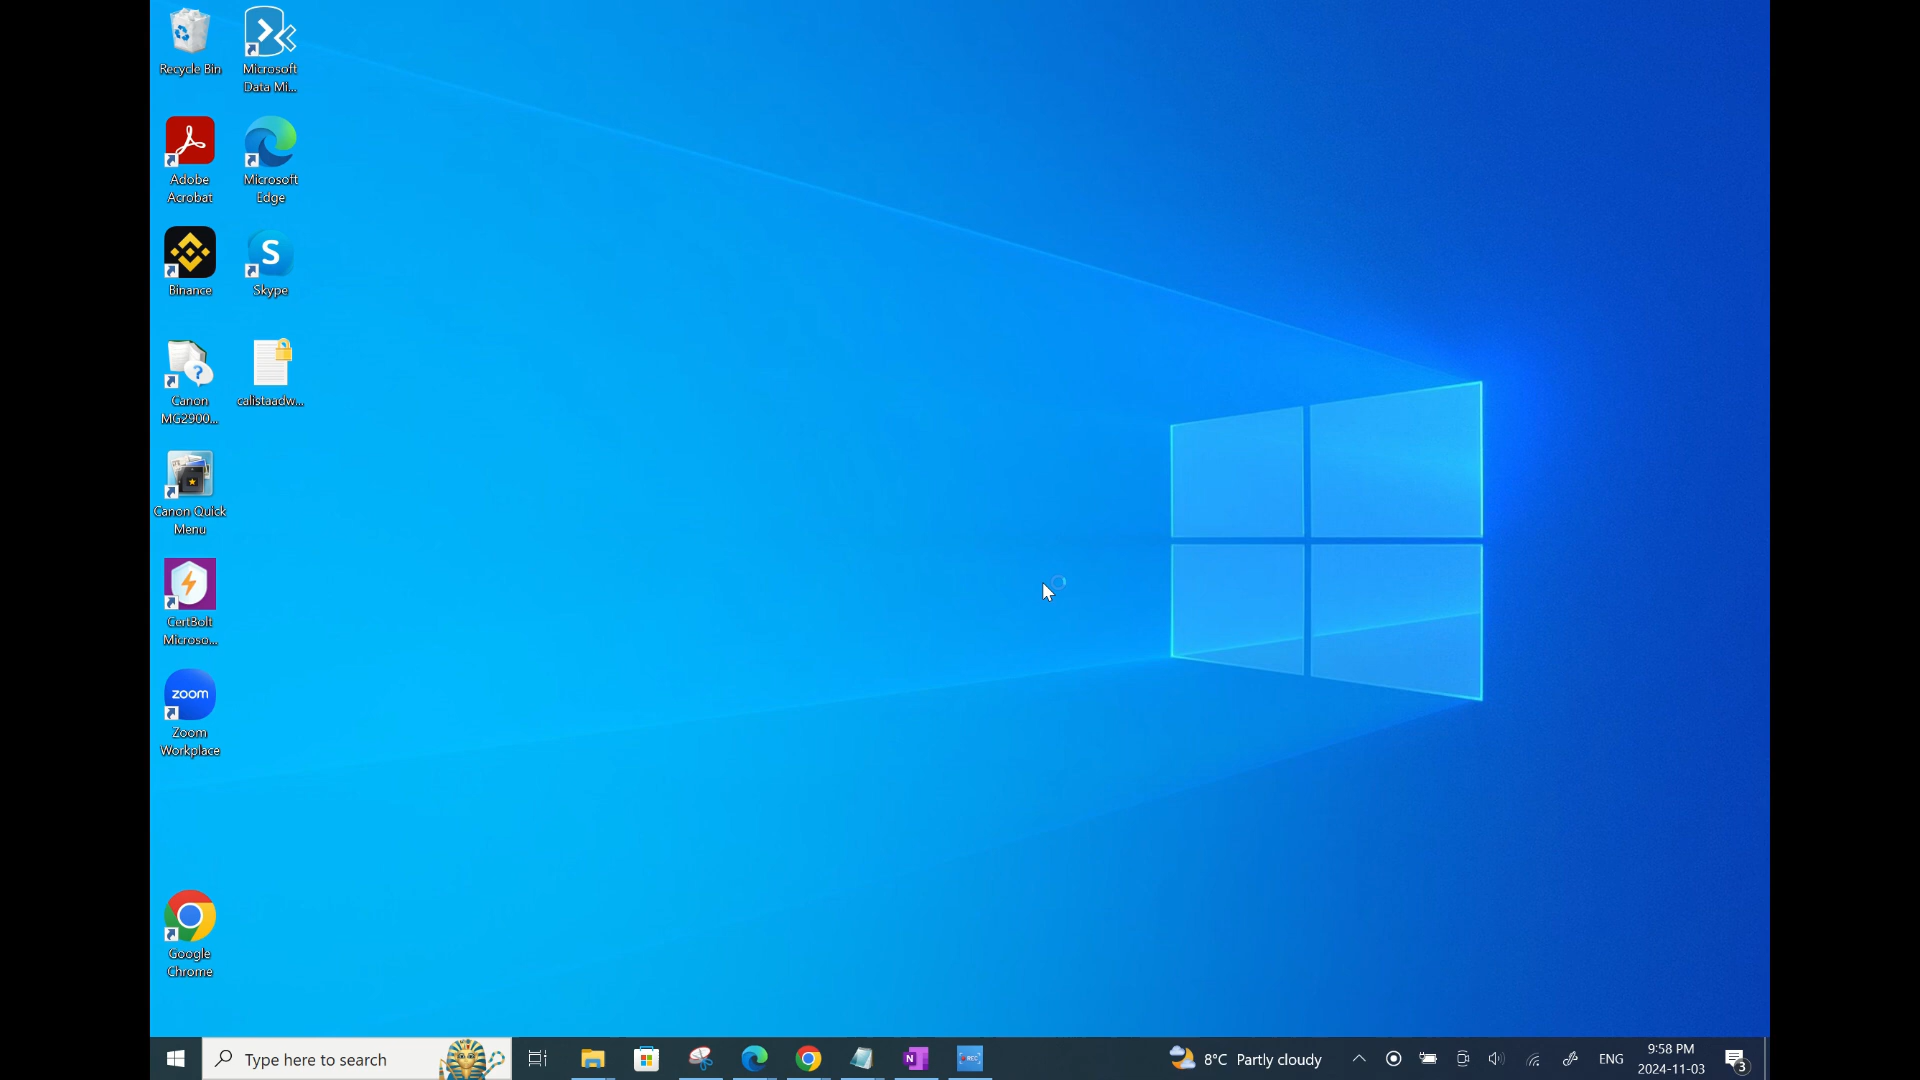 Recycle Bin
Microsoft
Data Mi...
Adobe
Acrobat
Microsoft
Edge
Binance
S
Skype
Canon
MG2900...
calistaadw...
Canon Quick
Menu
CertBolt
Microso...
zoom
Zoom
Workplace
Google
Chrome
Type here to search
N
REC
8°C Partly cloudy
ENG
9:58 PM
2024-11-03
3